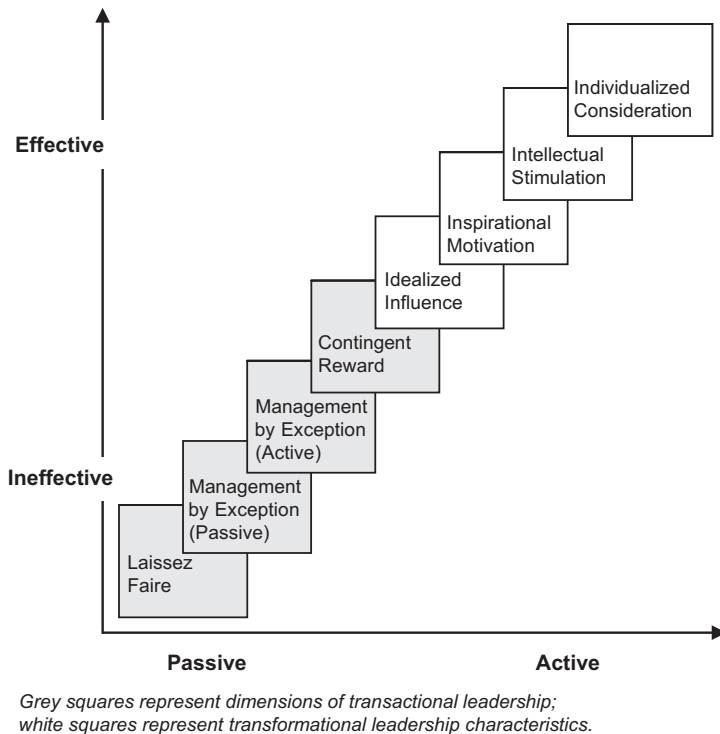 Individualized
Consideration
Effective
Intellectual
Stimulation
Inspirational
Motivation
Idealized
Influence
Contingent
Reward
Management
by Exception
(Active)
Ineffective
Management
by Exception
(Passive)
Laissez
Faire
Passive
Active
Grey squares represent dimensions of transactional leadership;
white squares represent transformational leadership characteristics.